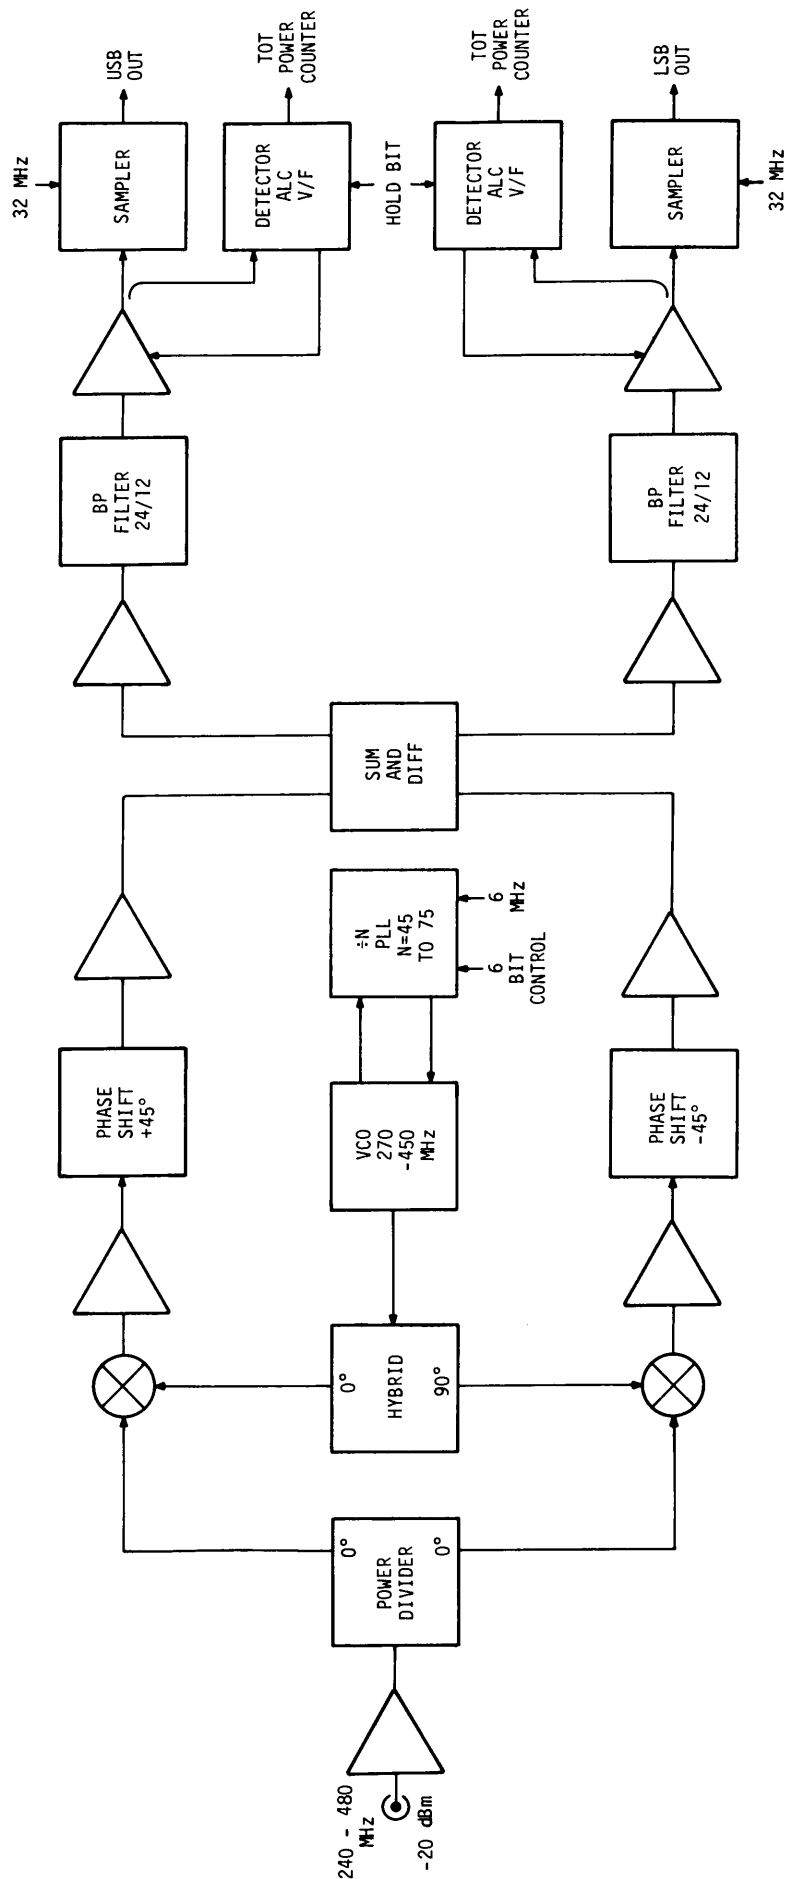 240 - 480
MHz
-20 dBm
POWER
DIVIDER
0°
0°
HYBRID
0°
90°
VCO
270
-450
MHz
÷N
PLL
N=45
TO 75
6
BIT
CONTROL
6
MHz
PHASE
SHIFT
+45°
PHASE
SHIFT
-45°
SUM
AND
DIFF
BP
FILTER
24/12
BP
FILTER
24/12
32 MHz
SAMPLER
USB
OUT
DETECTOR
ALC
V/F
TOT
POWER
COUNTER
HOLD BIT
DETECTOR
ALC
V/F
TOT
POWER
COUNTER
SAMPLER
LSB
OUT
32 MHz